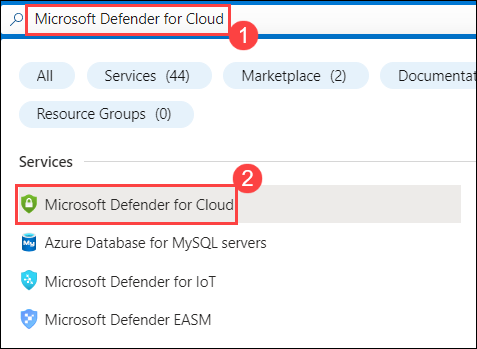 Microsoft Defender for Cloud
1
All Services (44) Marketplace (2) Documentat
Resource Groups (0)
Services
2
Microsoft Defender for Cloud
Azure Database for MySQL servers
Microsoft Defender for IoT
Microsoft Defender EASM